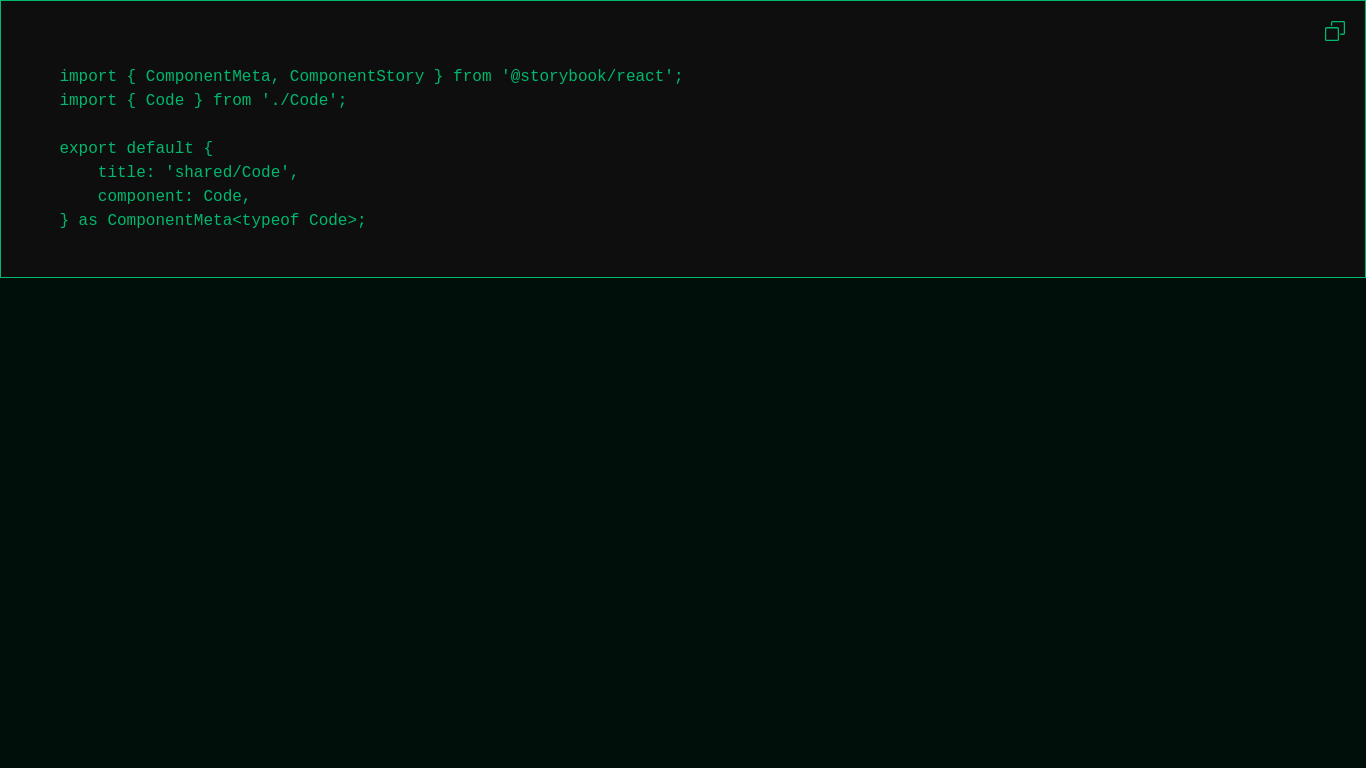 import { ComponentMeta, ComponentStory } from '@storybook/react';
import { Code } from './Code';

export default {
    title: 'shared/Code',
    component: Code,
} as ComponentMeta<typeof Code>;